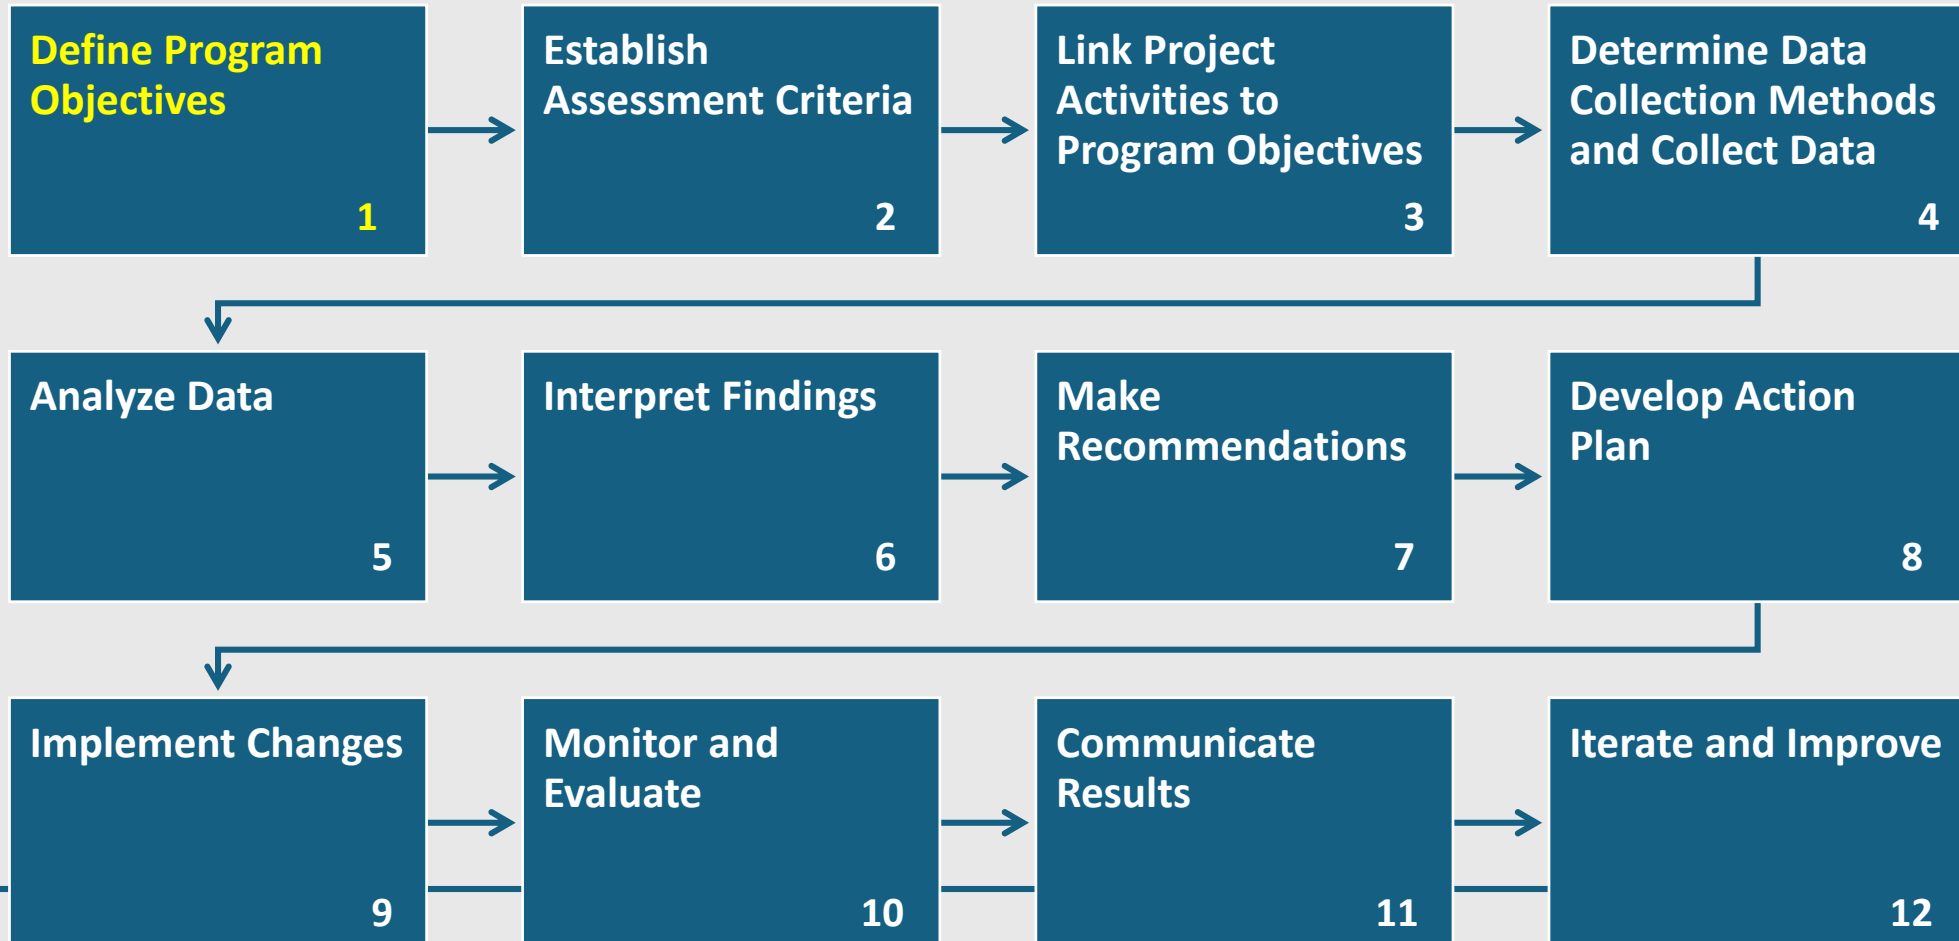 Define Program
Objectives
1
Establish
Assessment Criteria
2
Link Project
Activities to
Program Objectives
3
Determine Data
Collection Methods
and Collect Data
4
Analyze Data
5
Interpret Findings
6
Make
Recommendations
7
Develop Action
Plan
8
Implement Changes
9
Monitor and
Evaluate
10
Communicate
Results
11
Iterate and Improve
12